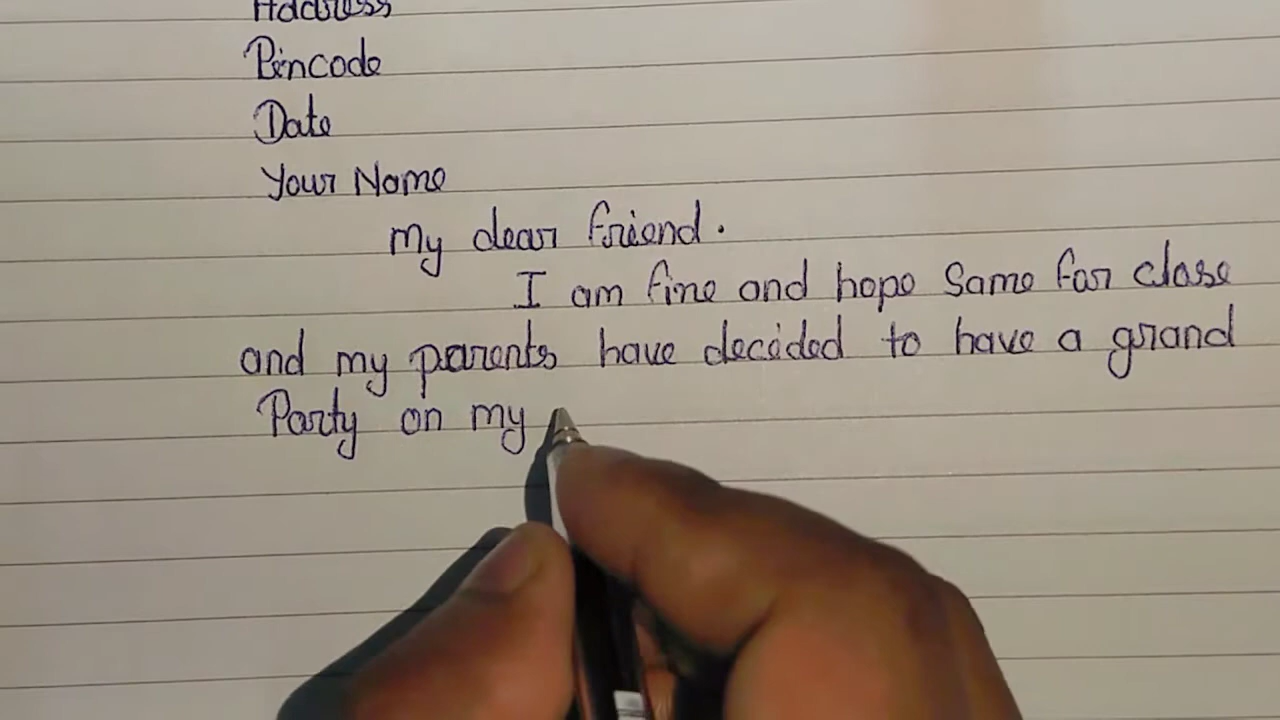 Address
Pincode
Date
Your Name
My dear friend.
I am fine and hope Same for close
and my parents have decided to have a grand
Party on my